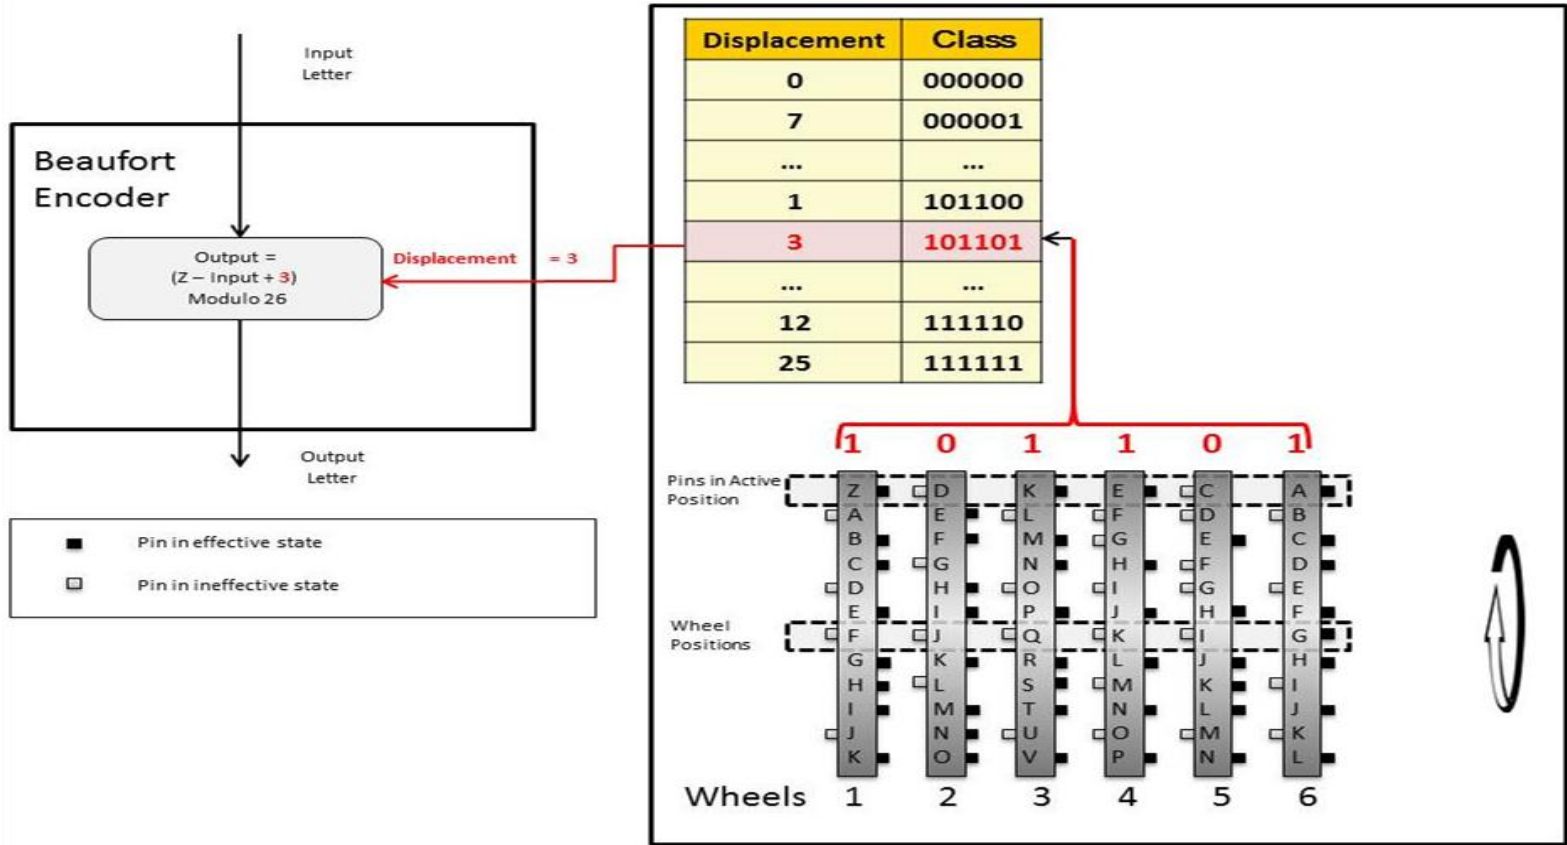 Input
Letter
Beaufort
Encoder
Output =
(Z – Input + 3)
Modulo 26
Displacement = 3
Output
Letter
Pin in effective state
Pin in ineffective state
Displacement Class
0 000000
7 000001
... ...
1 101100
3 101101
... ...
12 111110
25 111111
1 0 1 1 0 1
Pins in Active
Position
Z D K E C A
A E L F D B
B F M G E C
C G N H F D
D H O I G E
E I P J H F
Wheel
Positions
F J Q K I G
G K R L J H
H L S M K I
I M T N L J
J N U O M K
K O V P N L
Wheels 1 2 3 4 5 6